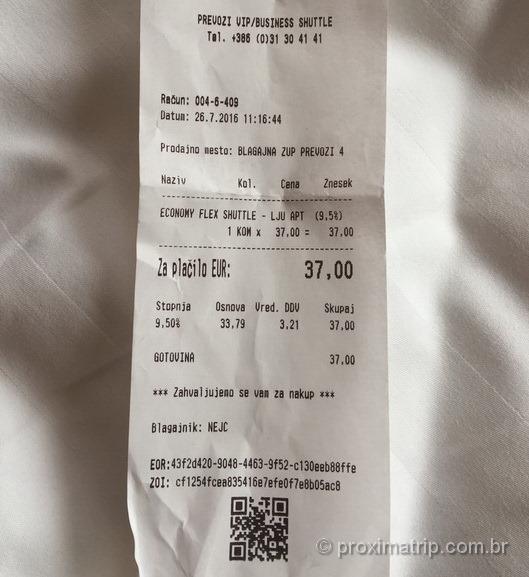 PREVOZI VIP/BUSINESS SHUTTLE
Tel. +386 (0)31 30 41 41
Račun: 004-6-409
Datum: 26.7.2016 11:16:44
Prodajno mesto: BLAGAJNA ZUP PREVOZI 4
Naziv Kol. Cena Znesek
ECONOMY FLEX SHUTTLE - LJU APT (9,5%)
1 KOM x 37,00 = 37,00
Za plačilo EUR: 37,00
Stopnja Osnova Vred. DDV Skupaj
9,50% 33,79 3,21 37,00
GOTOVINA 37,00
*** Zahvaljujemo se vam za nakup ***
Blagajnik: NEJC
EOR:43f2d420-9048-4463-9f52-c130eeb88ffe
ZOI: cf1254fcea835416e7efe0f7e8b05ac8
© proximatrip.com.br